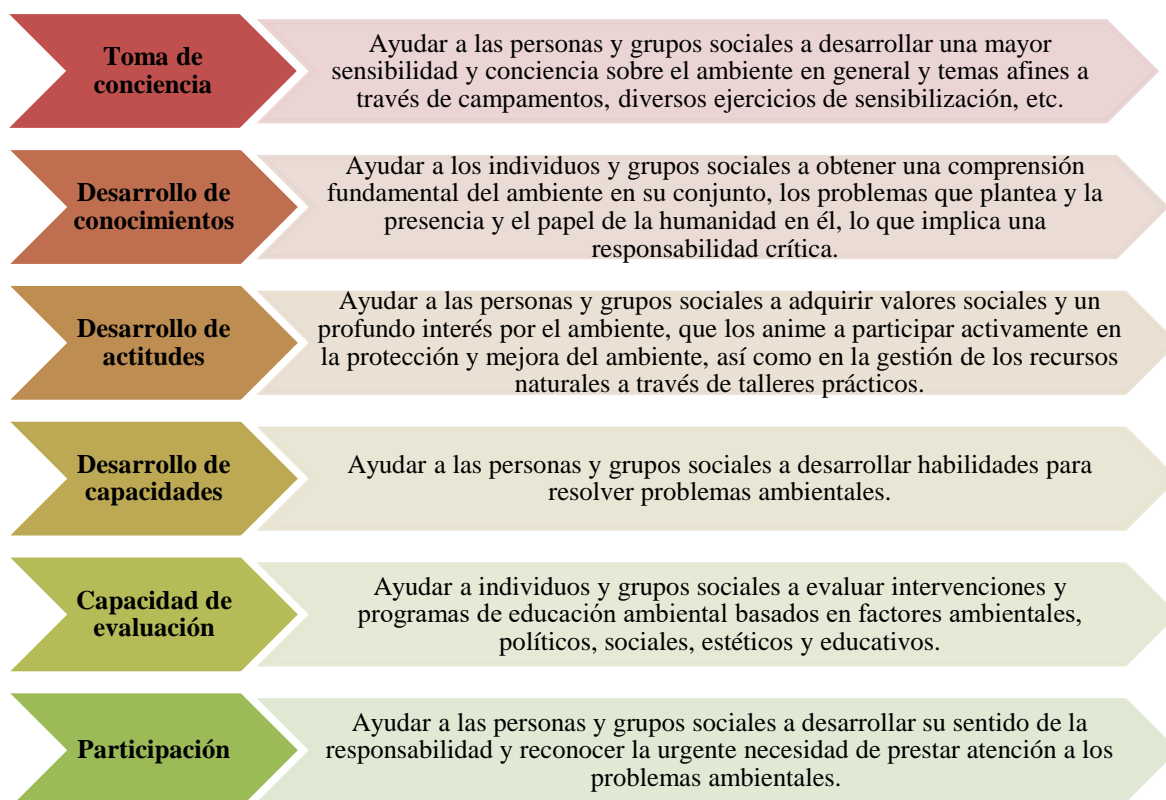 Toma de
conciencia
Ayudar a las personas y grupos sociales a desarrollar una mayor
sensibilidad y conciencia sobre el ambiente en general y temas afines a
través de campamentos, diversos ejercicios de sensibilización, etc.
Desarrollo de
conocimientos
Ayudar a los individuos y grupos sociales a obtener una comprensión
fundamental del ambiente en su conjunto, los problemas que plantea y la
presencia y el papel de la humanidad en él, lo que implica una
responsabilidad crítica.
Desarrollo de
actitudes
Ayudar a las personas y grupos sociales a adquirir valores sociales y un
profundo interés por el ambiente, que los anime a participar activamente en
la protección y mejora del ambiente, así como en la gestión de los recursos
naturales a través de talleres prácticos.
Desarrollo de
capacidades
Ayudar a las personas y grupos sociales a desarrollar habilidades para
resolver problemas ambientales.
Capacidad de
evaluación
Ayudar a individuos y grupos sociales a evaluar intervenciones y
programas de educación ambiental basados en factores ambientales,
políticos, sociales, estéticos y educativos.
Participación
Ayudar a las personas y grupos sociales a desarrollar su sentido de la
responsabilidad y reconocer la urgente necesidad de prestar atención a los
problemas ambientales.